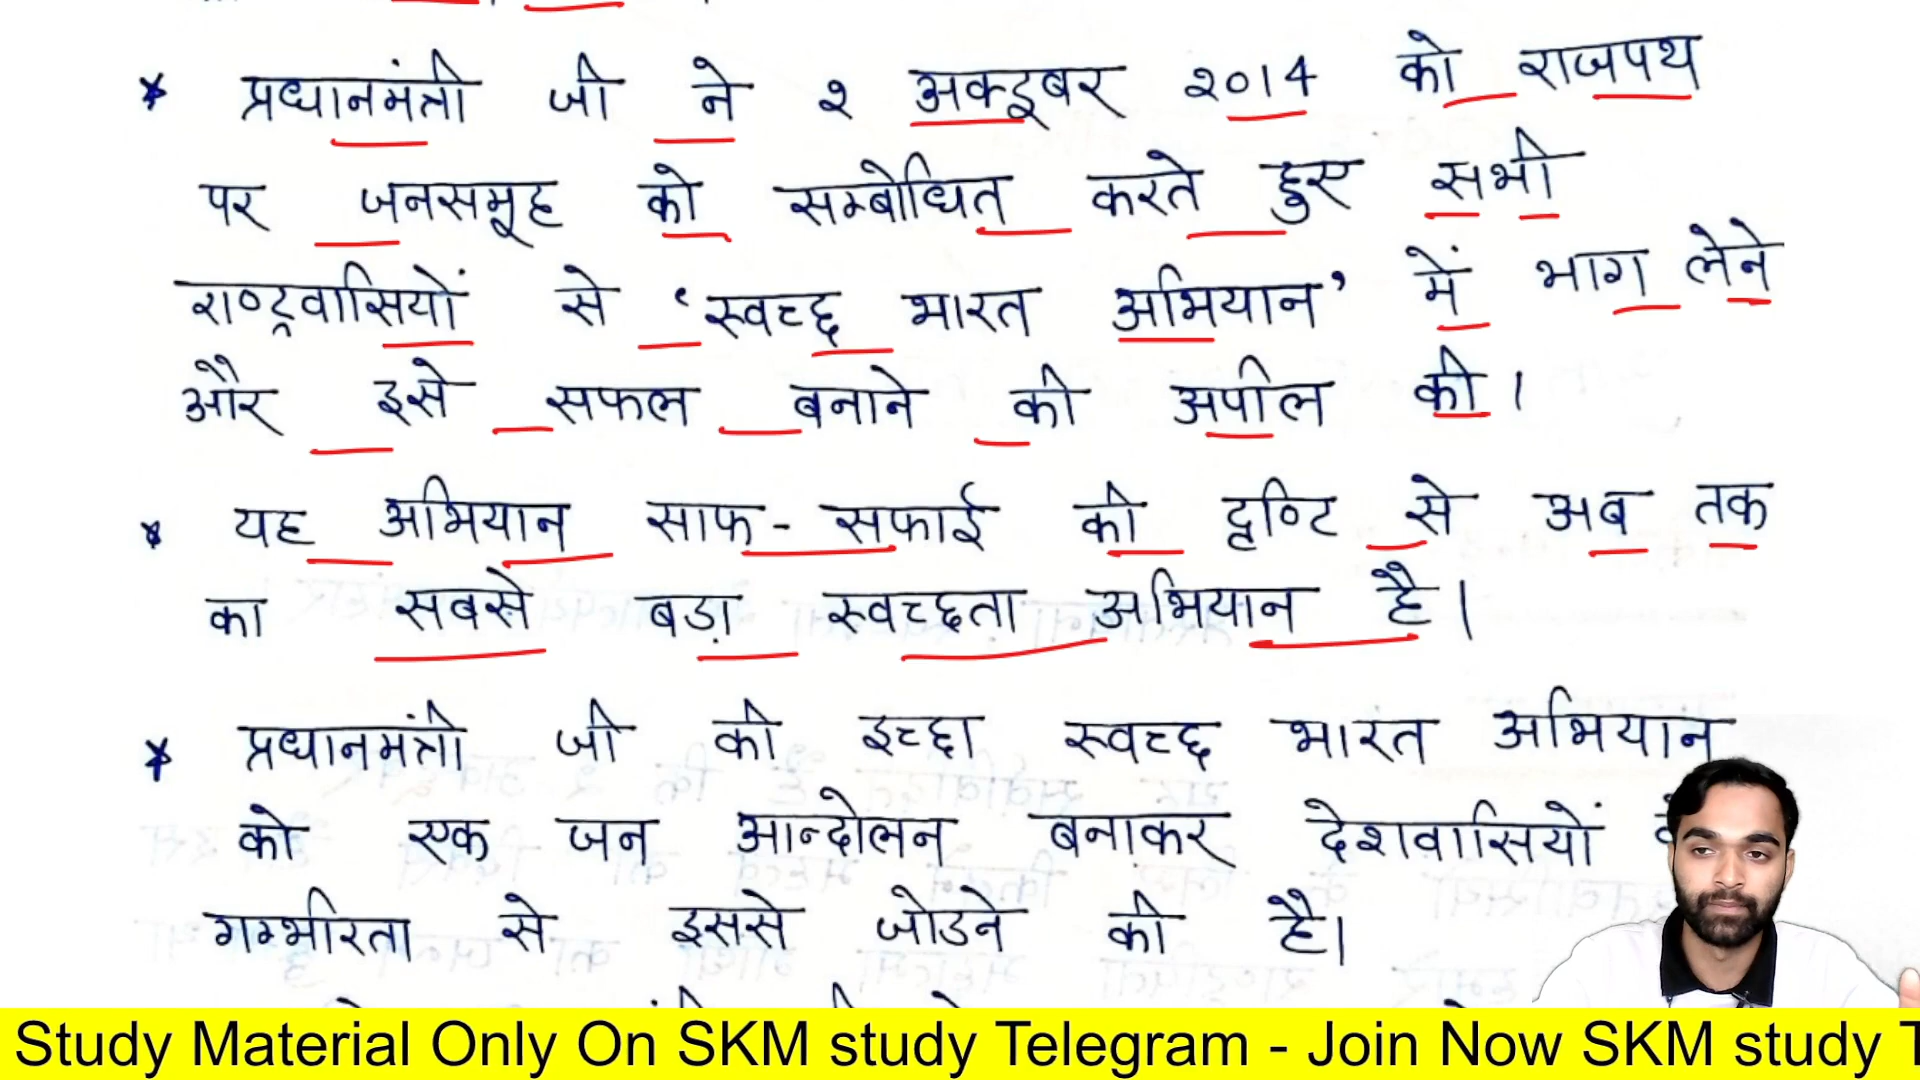 * प्रधानमंत्री जी ने २ अक्टूबर २०14 को राजपथ
पर जनसमूह को सम्बोधित करते हुए सभी
राष्ट्रवासियों से ‘स्वच्छ भारत अभियान’ में भाग लेने
और इसे सफल बनाने की अपील की।
* यह अभियान साफ-सफाई की दृष्टि से अब तक
का सबसे बड़ा स्वच्छता अभियान है।
* प्रधानमंत्री जी की इच्छा स्वच्छ भारत अभियान
को एक जन आन्दोलन बनाकर देशवासियों
गम्भीरता से इससे जोडने की है।
Study Material Only On SKM study Telegram - Join Now SKM study T